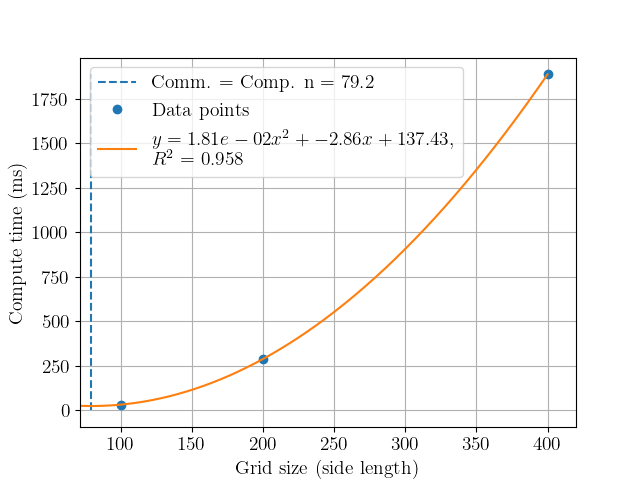 Comm. = Comp. n = 79.2
Data points
y = 1.81e − 02x² + −2.86x + 137.43,
R² = 0.958
Compute time (ms)
1750
1500
1250
1000
750
500
250
0
100 150 200 250 300 350 400
Grid size (side length)